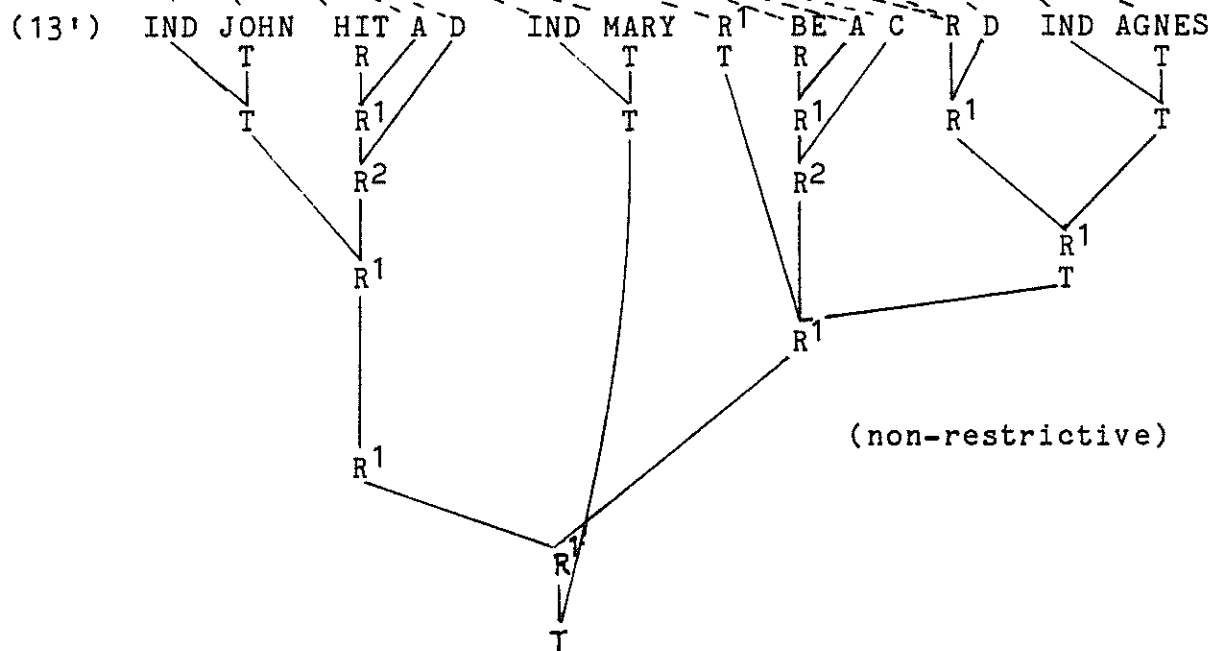 (13') IND JOHN HIT A D IND MARY R¹ BE A C R D IND AGNES
T R T T R T
T R¹ T R¹ R¹ T
R² R²
R¹
R¹ T
R¹
(non-restrictive)
R¹
R¹
T